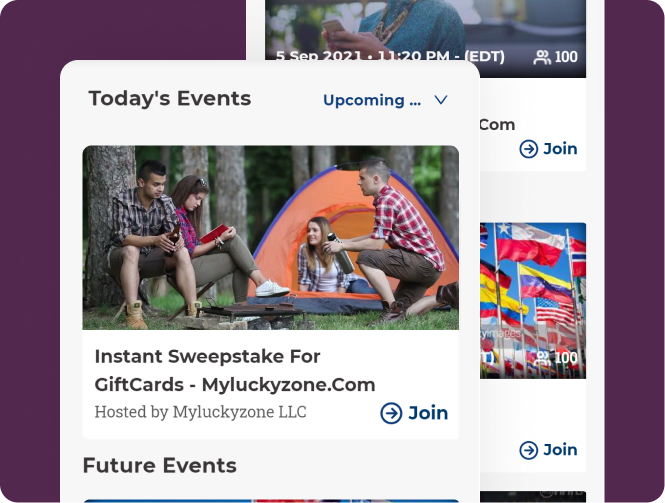 5 Sep 2021 • 11:20 PM - (EDT)
100
Today's Events
Upcoming ...
Com
Join
Instant Sweepstake For
GiftCards - Myluckyzone.Com
Hosted by Myluckyzone LLC
Join
Future Events
100
Join